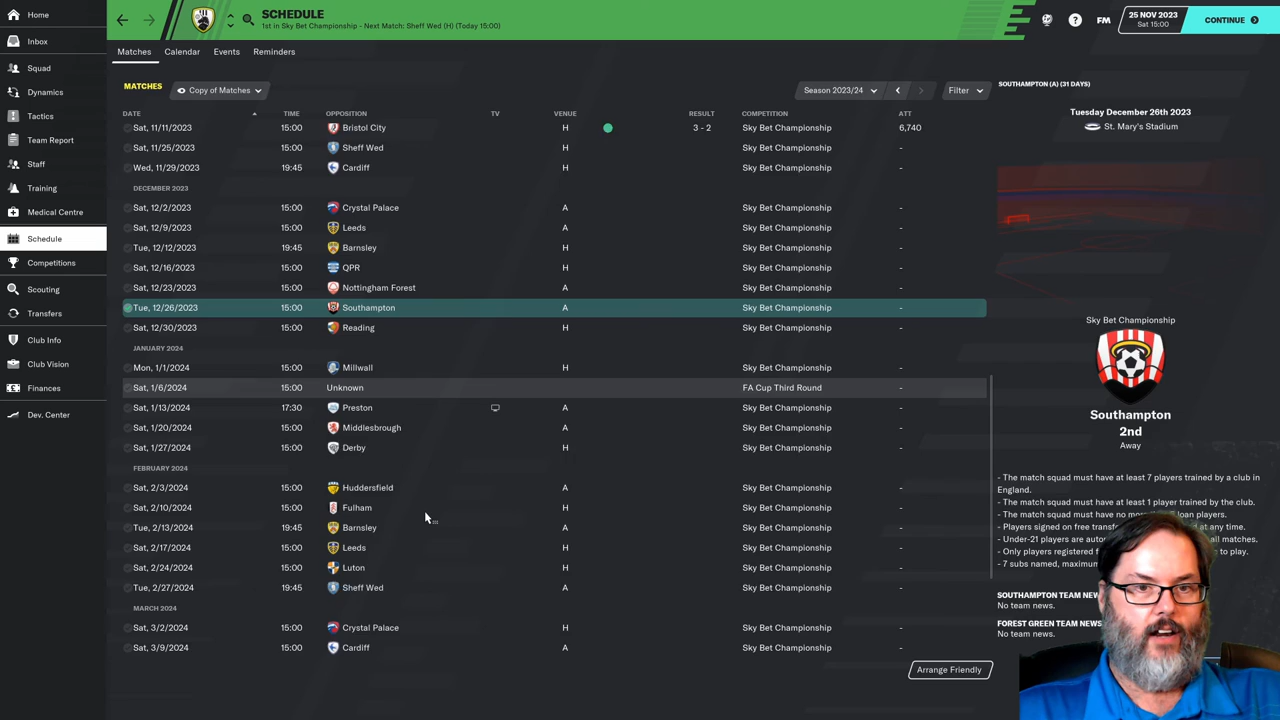 SCHEDULE
1st in Sky Bet Championship - Next Match: Sheff Wed (H) (Today 15:00)
FM
25 NOV 2023
Sat 15:00
CONTINUE
Home
Inbox
Squad
Dynamics
Tactics
Team Report
Staff
Training
Medical Centre
Schedule
Competitions
Scouting
Transfers
Club Info
Club Vision
Finances
Dev. Center
Matches Calendar Events Reminders
MATCHES Copy of Matches Season 2023/24 Filter
DATE TIME OPPOSITION TV VENUE RESULT COMPETITION ATT
Sat, 11/11/2023 15:00 Bristol City H 3 - 2 Sky Bet Championship 6,740
Sat, 11/25/2023 15:00 Sheff Wed H Sky Bet Championship -
Wed, 11/29/2023 19:45 Cardiff H Sky Bet Championship -
DECEMBER 2023
Sat, 12/2/2023 15:00 Crystal Palace A Sky Bet Championship -
Sat, 12/9/2023 15:00 Leeds A Sky Bet Championship -
Tue, 12/12/2023 19:45 Barnsley H Sky Bet Championship -
Sat, 12/16/2023 15:00 QPR H Sky Bet Championship -
Sat, 12/23/2023 15:00 Nottingham Forest A Sky Bet Championship -
Tue, 12/26/2023 15:00 Southampton A Sky Bet Championship -
Sat, 12/30/2023 15:00 Reading H Sky Bet Championship -
JANUARY 2024
Mon, 1/1/2024 15:00 Millwall H Sky Bet Championship -
Sat, 1/6/2024 15:00 Unknown FA Cup Third Round -
Sat, 1/13/2024 17:30 Preston A Sky Bet Championship -
Sat, 1/20/2024 15:00 Middlesbrough A Sky Bet Championship -
Sat, 1/27/2024 15:00 Derby H Sky Bet Championship -
FEBRUARY 2024
Sat, 2/3/2024 15:00 Huddersfield A Sky Bet Championship -
Sat, 2/10/2024 15:00 Fulham H Sky Bet Championship -
Tue, 2/13/2024 19:45 Barnsley A Sky Bet Championship -
Sat, 2/17/2024 15:00 Leeds H Sky Bet Championship -
Sat, 2/24/2024 15:00 Luton H Sky Bet Championship -
Tue, 2/27/2024 19:45 Sheff Wed A Sky Bet Championship -
MARCH 2024
Sat, 3/2/2024 15:00 Crystal Palace H Sky Bet Championship -
Sat, 3/9/2024 15:00 Cardiff A Sky Bet Championship -
Arrange Friendly
SOUTHAMPTON (A) (31 DAYS)
Tuesday December 26th 2023
St. Mary's Stadium
Sky Bet Championship
Southampton
2nd
Away
- The match squad must have at least 7 players trained by a club in
England.
- The match squad must have at least 1 player trained by the club.
- The match squad must have no loan players.
- Players signed on free at any time.
- Under-21 players are all matches.
- Only players registered to play.
- 7 subs named,
SOUTHAMPTON TEAM
No team news.
FOREST GREEN TEAM NEWS
No team news.